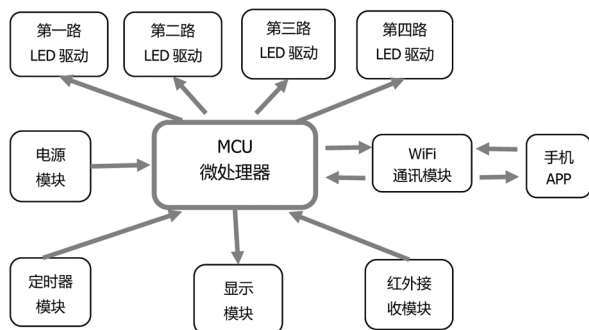 第一路
LED 驱动
第二路
LED 驱动
第三路
LED 驱动
第四路
LED 驱动
电源
模块
MCU
微处理器
WiFi
通讯模块
手机
APP
定时器
模块
显示
模块
红外接
收模块